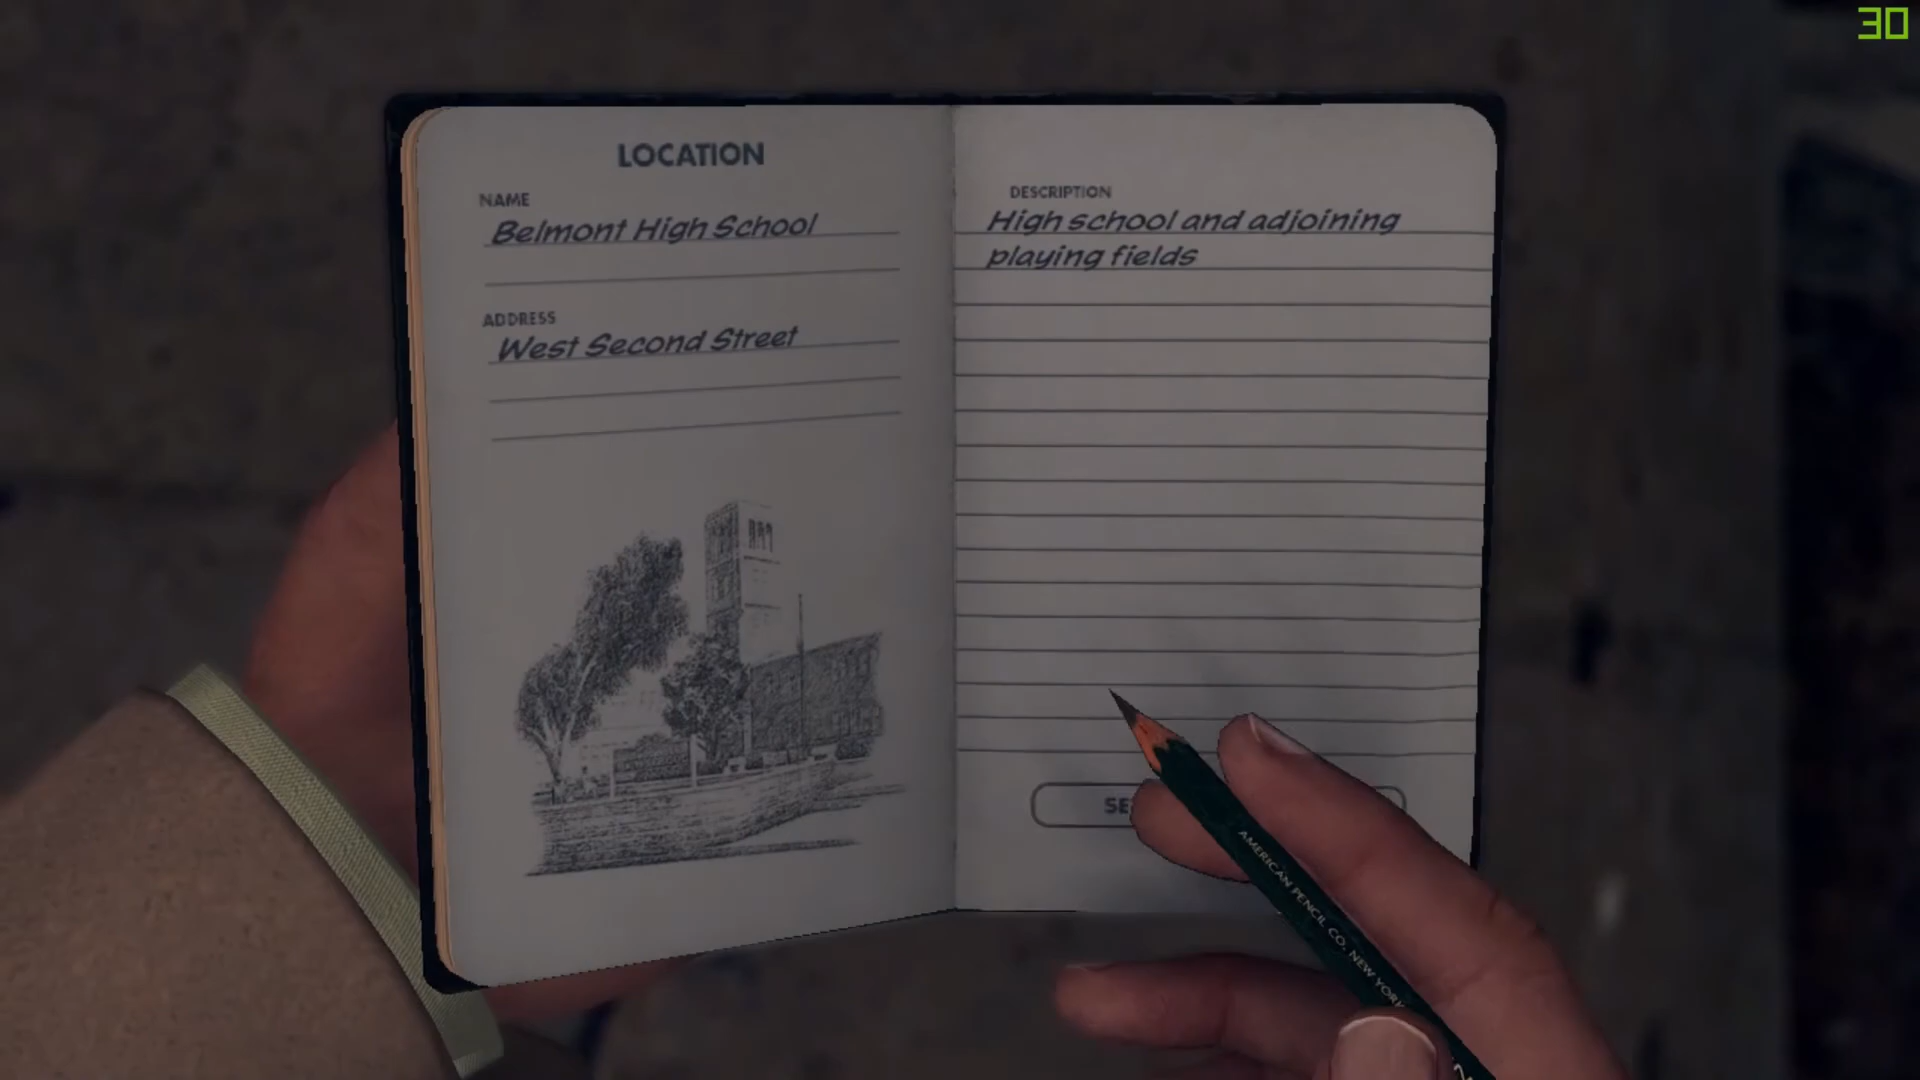 30
LOCATION
NAME
Belmont High School
ADDRESS
West Second Street
DESCRIPTION
High school and adjoining
playing fields
AMERICAN PENCIL CO. NEW YORK